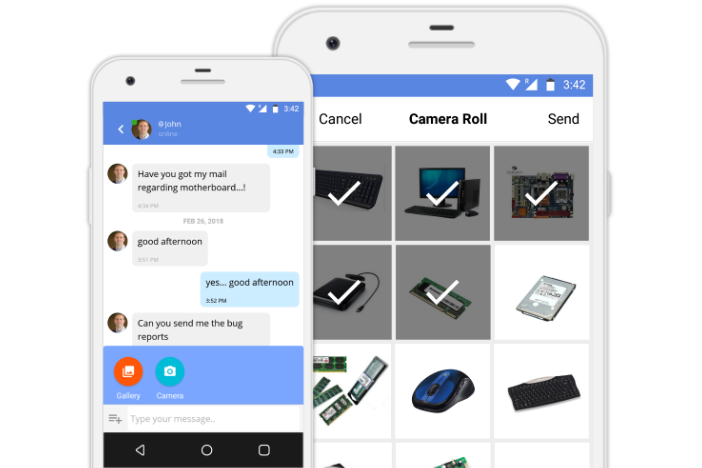 3:42
@john
online
4:33 PM
Have you got my mail
regarding motherboard...!
4:34 PM
FEB 26, 2018
good afternoon
3:51 PM
yes... good afternoon
3:52 PM
Can you send me the bug
reports
Gallery
Camera
Type your message..
R
3:42
Cancel
Camera Roll
Send